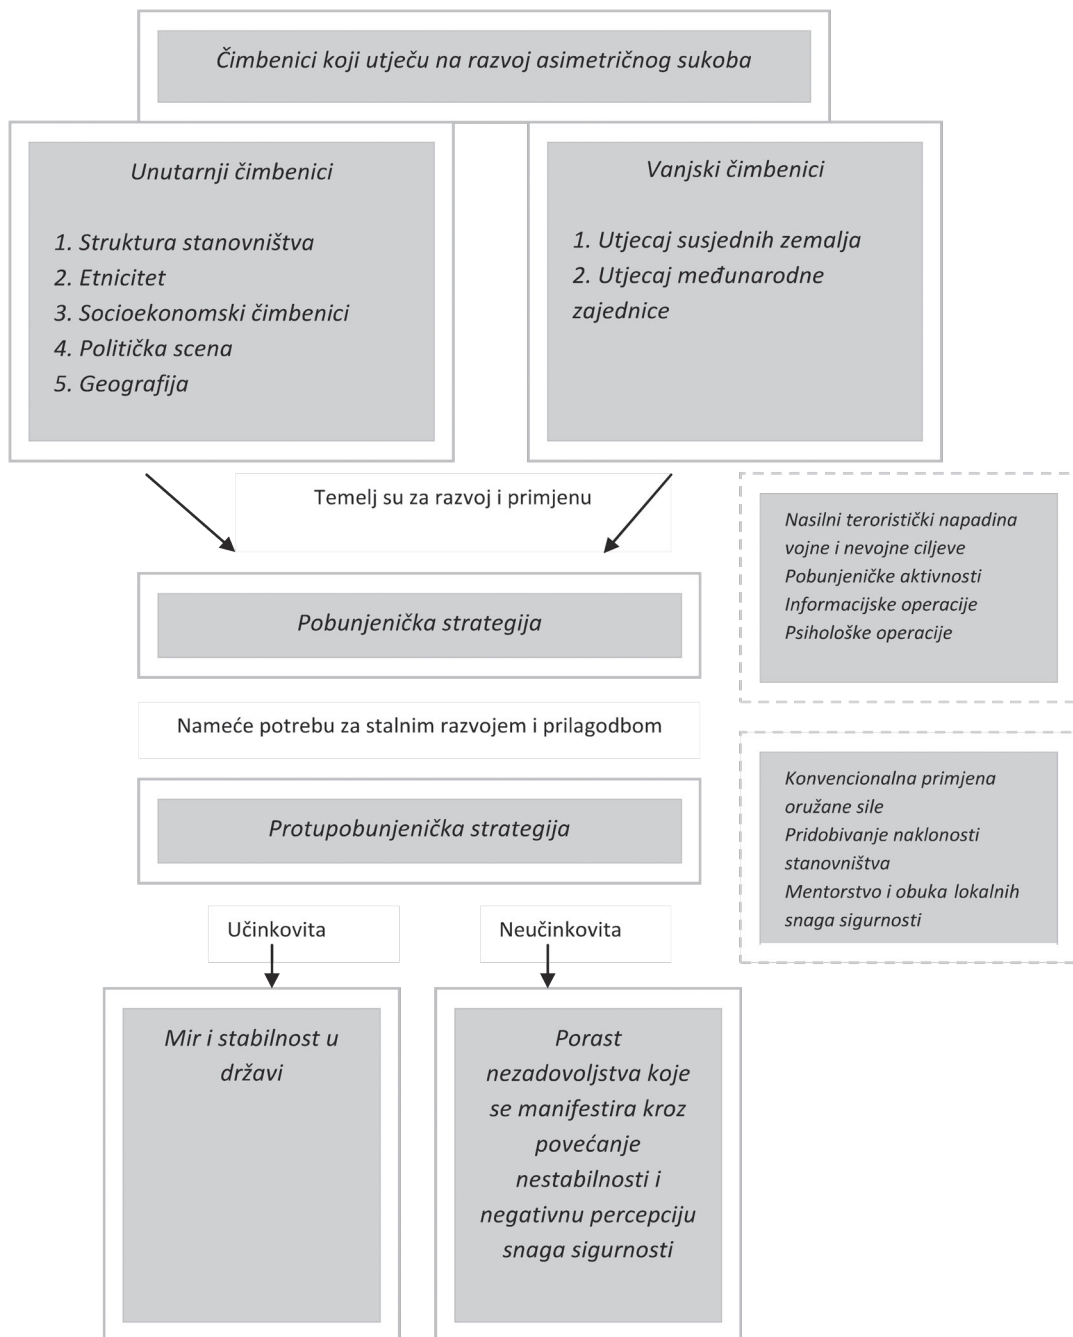 Čimbenici koji utječu na razvoj asimetričnog sukoba
Unutarnji čimbenici
1. Struktura stanovništva
2. Etnicitet
3. Socioekonomski čimbenici
4. Politička scena
5. Geografija
Vanjski čimbenici
1. Utjecaj susjednih zemalja
2. Utjecaj međunarodne
zajednice
Temelj su za razvoj i primjenu
Pobunjenička strategija
Nasilni teroristički napadina
vojne i nevojne ciljeve
Pobunjeničke aktivnosti
Informacijske operacije
Psihološke operacije
Nameće potrebu za stalnim razvojem i prilagodbom
Protupobunjenička strategija
Konvencionalna primjena
oružane sile
Pridobivanje naklonosti
stanovništva
Mentorstvo i obuka lokalnih
snaga sigurnosti
Učinkovita
Neučinkovita
Mir i stabilnost u
državi
Porast
nezadovoljstva koje
se manifestira kroz
povećanje
nestabilnosti i
negativnu percepciju
snaga sigurnosti